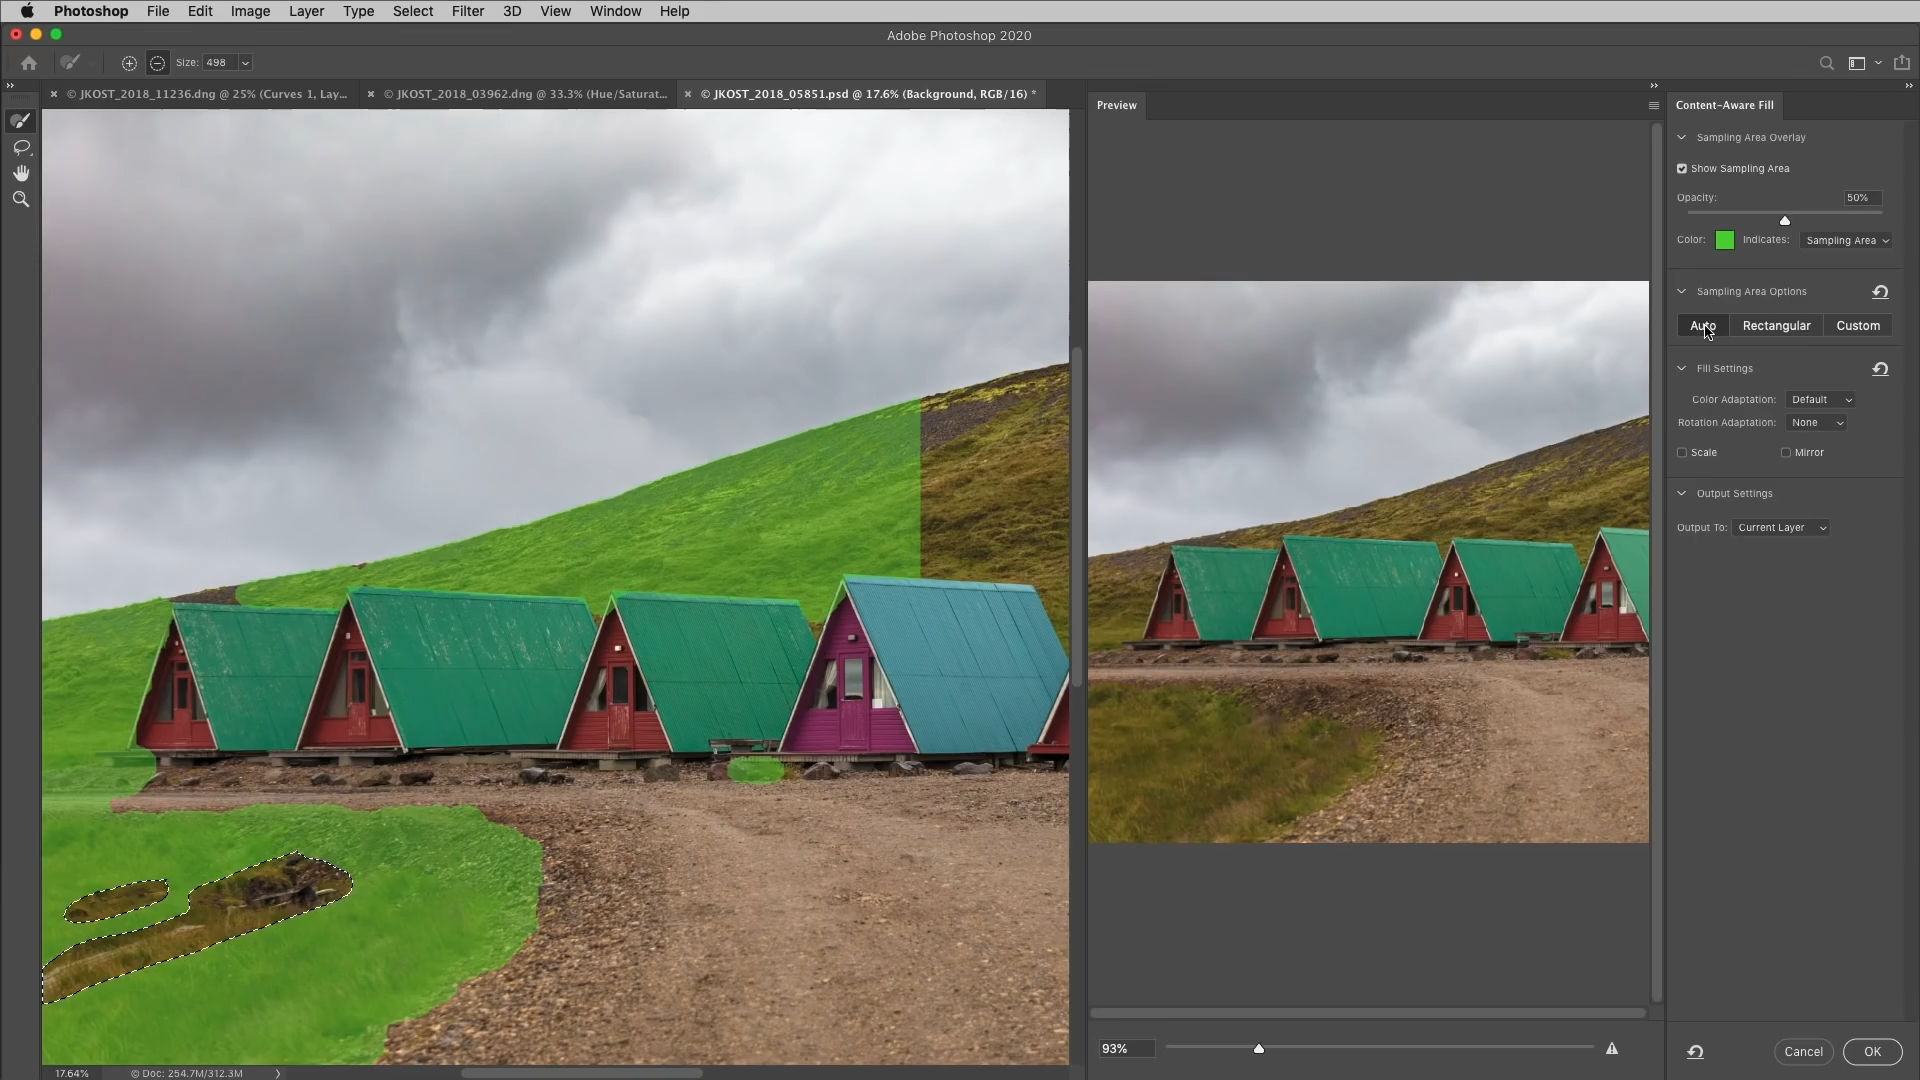 Photoshop File Edit Image Layer Type Select Filter 3D View Window Help
Adobe Photoshop 2020
Size: 498
© JKOST_2018_11236.dng @ 25% (Curves 1, Lay...
© JKOST_2018_03962.dng @ 33.3% (Hue/Saturat...
© JKOST_2018_05851.psd @ 17.6% (Background, RGB/16) *
Preview
Content-Aware Fill
Sampling Area Overlay
Show Sampling Area
Opacity: 50%
Color: Indicates: Sampling Area
Sampling Area Options
Auto Rectangular Custom
Fill Settings
Color Adaptation: Default
Rotation Adaptation: None
Scale Mirror
Output Settings
Output To: Current Layer
93%
Cancel OK
17.64% © Doc: 254.7M/312.3M